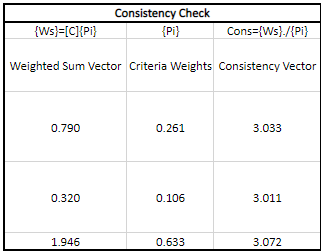 Consistency Check
{Ws}=[C]{Pi} {Pi} Cons={Ws}./{Pi}
Weighted Sum Vector Criteria Weights Consistency Vector
0.790 0.261 3.033
0.320 0.106 3.011
1.946 0.633 3.072